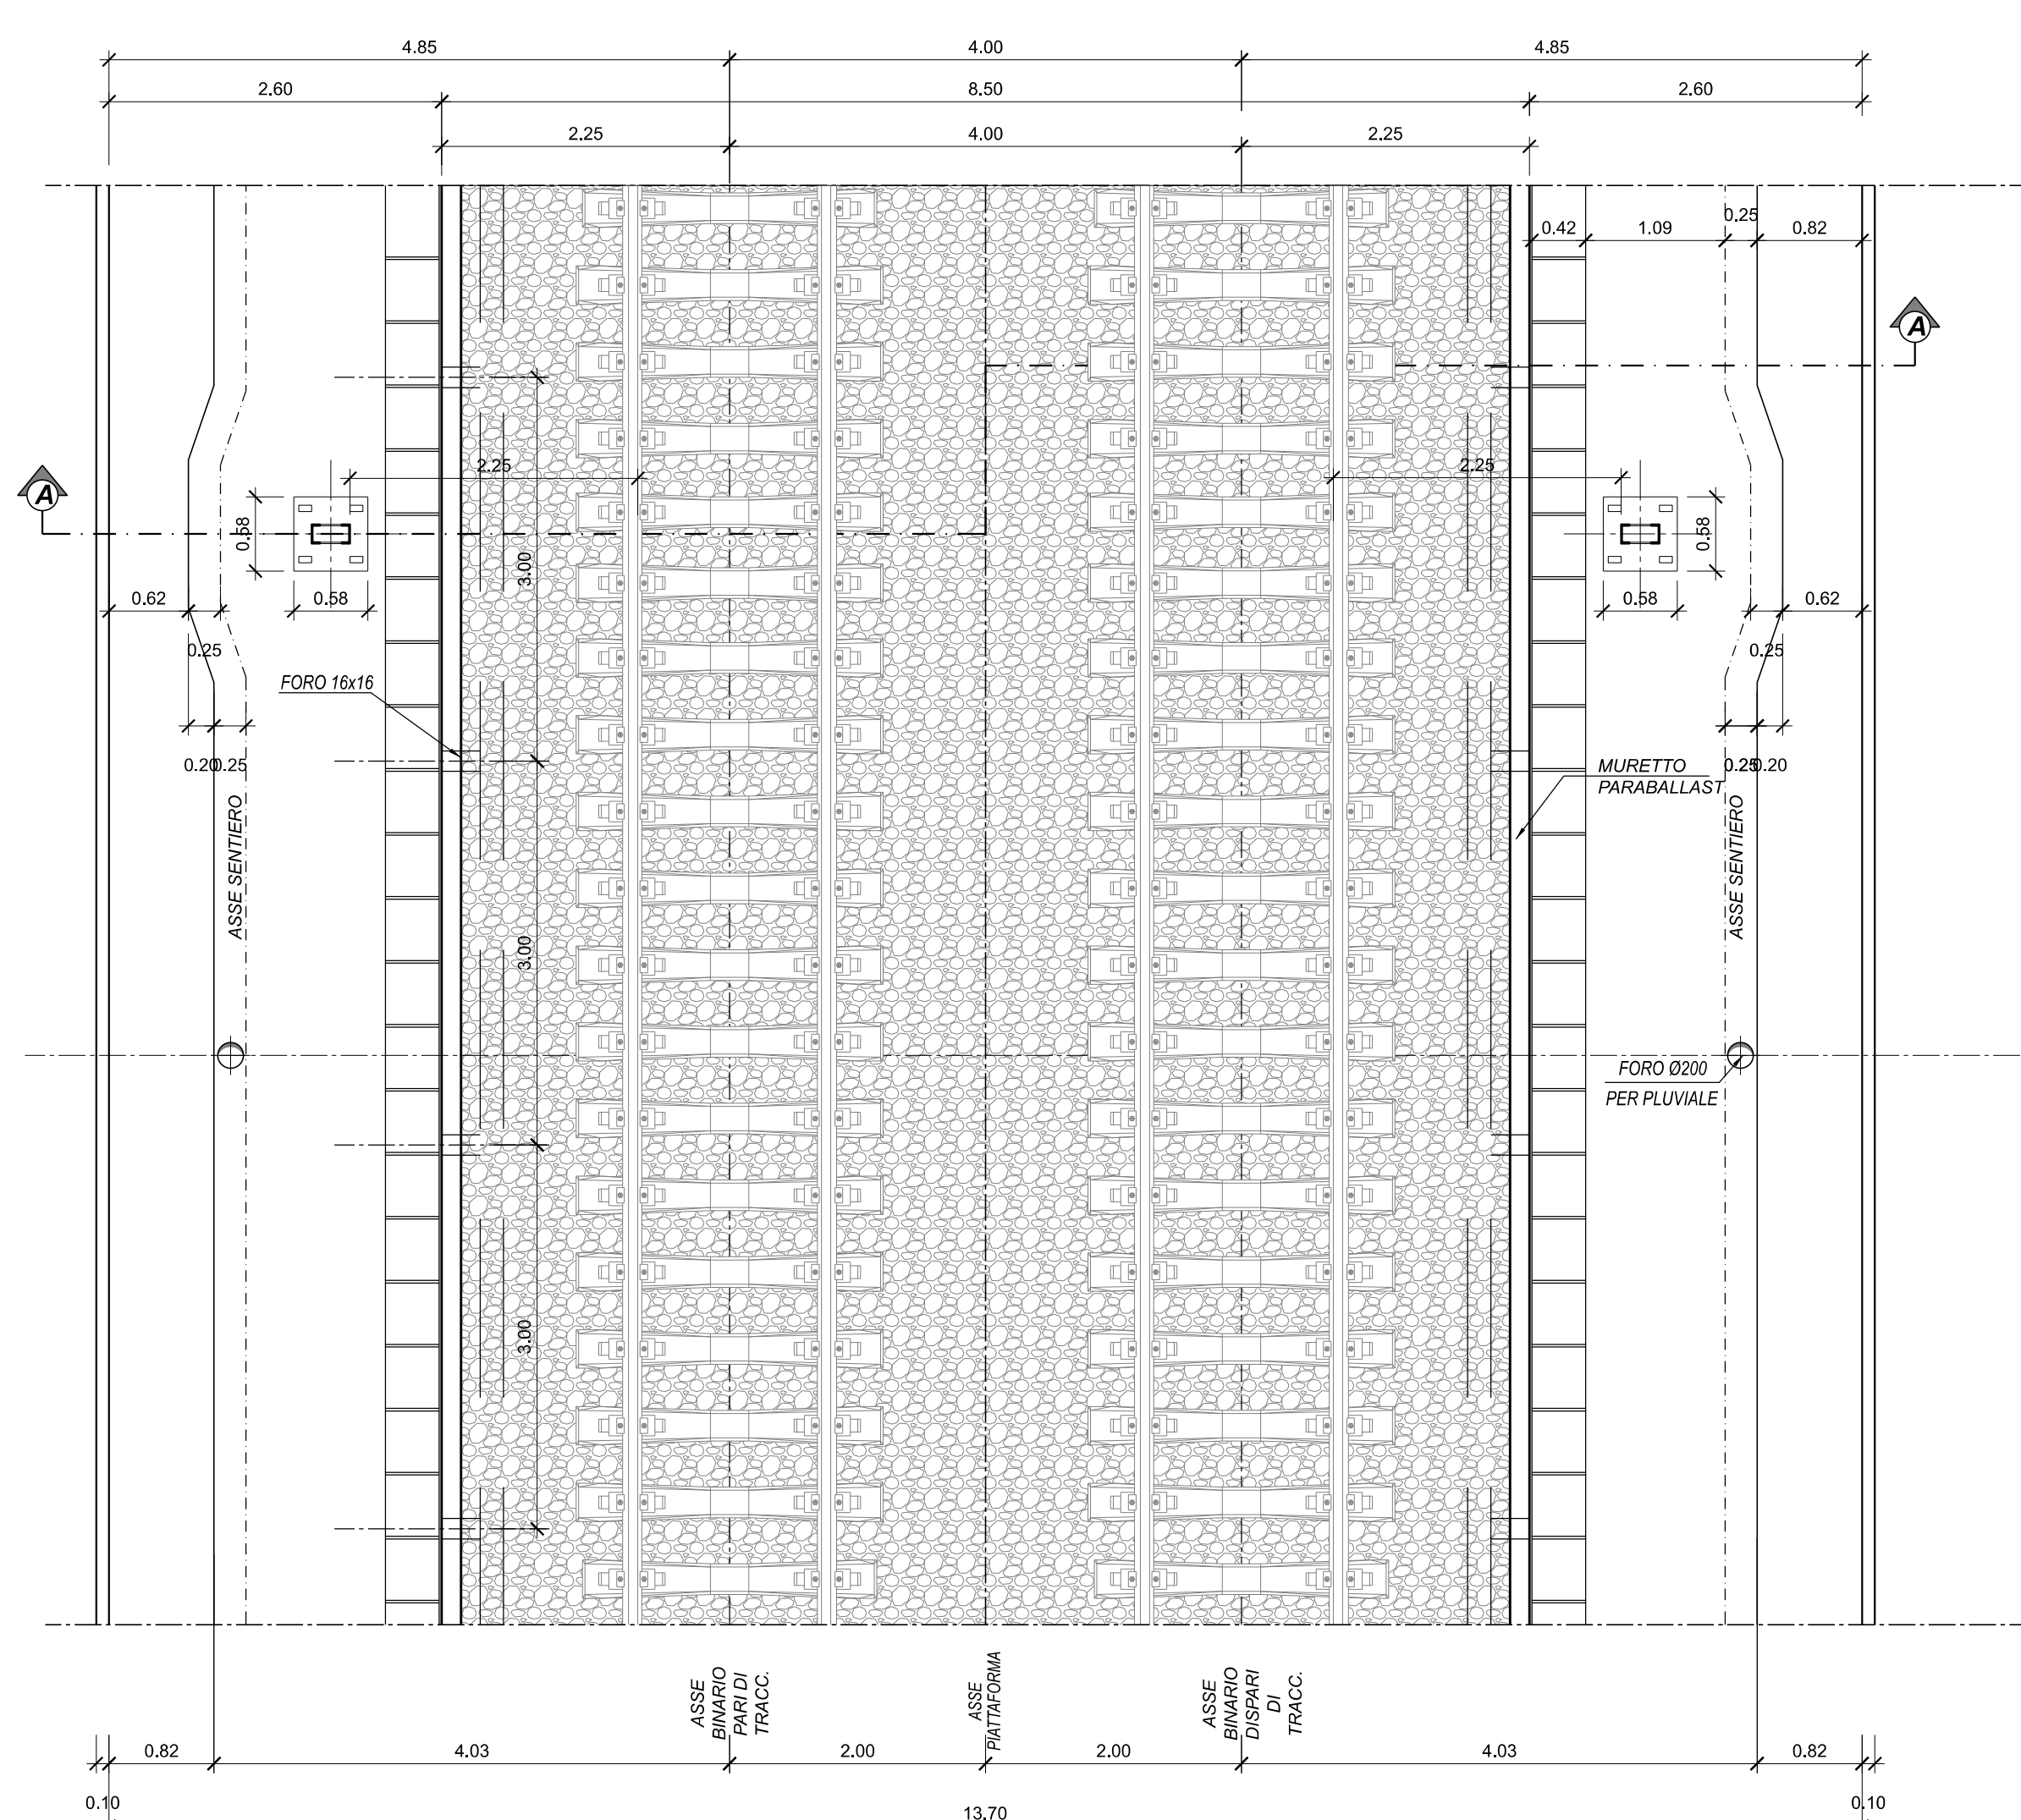 4.85 4.00 4.85
2.60 8.50 2.60
2.25 4.00 2.25
0.25
0.42 1.09 0.82
A
2.25 2.25
A
0.58 0.58
3.00
0.62 0.58 0.58 0.62
0.25 0.25
FORO 16x16
0.20 0.25
MURETTO
PARABALLAST
0.25 0.20
ASSE SENTIERO
ASSE SENTIERO
3.00
FORO Ø200
PER PLUVIALE
3.00
ASSE
BINARIO
PARI DI
TRACC.
ASSE
PIATTAFORMA
ASSE
BINARIO
DISPARI
DI
TRACC.
0.82 4.03 2.00 2.00 4.03 0.82
0.10 13.70 0.10